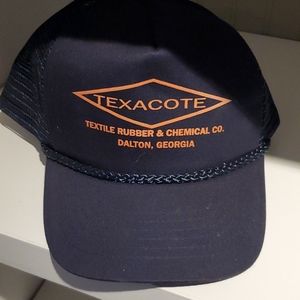 TEXACOTE
TEXTILE RUBBER & CHEMICAL CO.
DALTON, GEORGIA